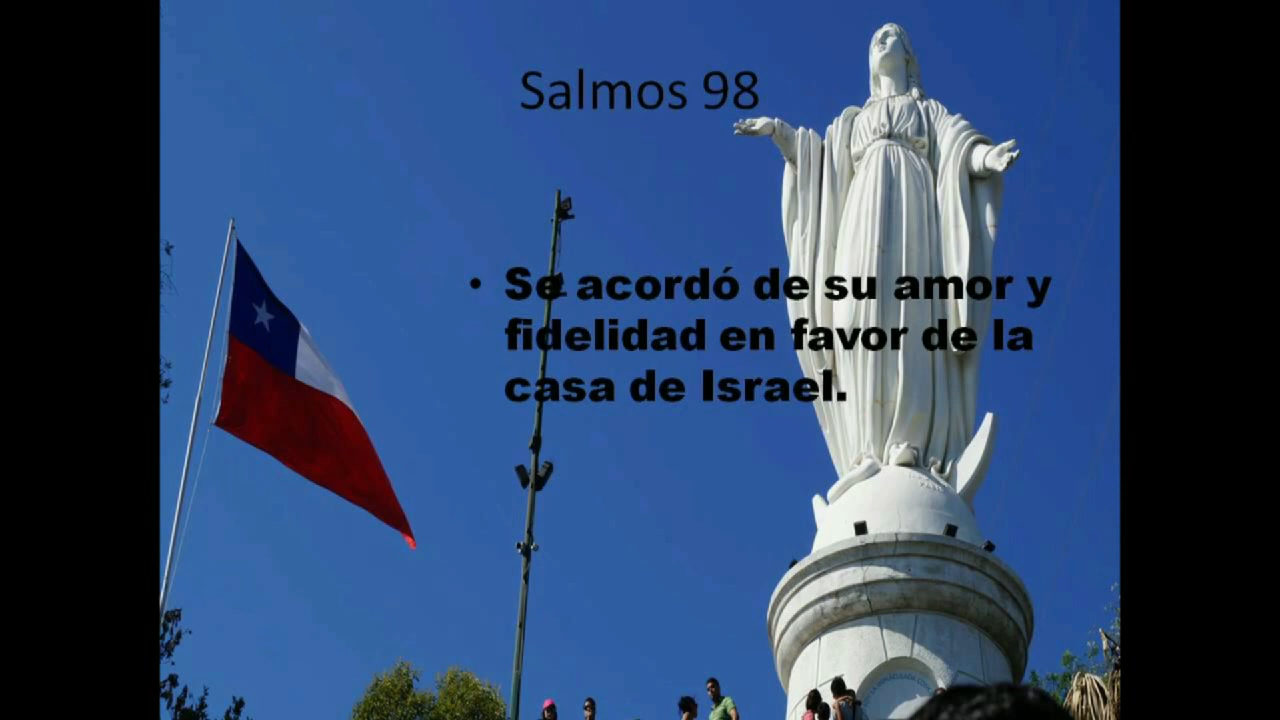 Salmos 98
• Se acordó de su amor y
fidelidad en favor de la
casa de Israel.